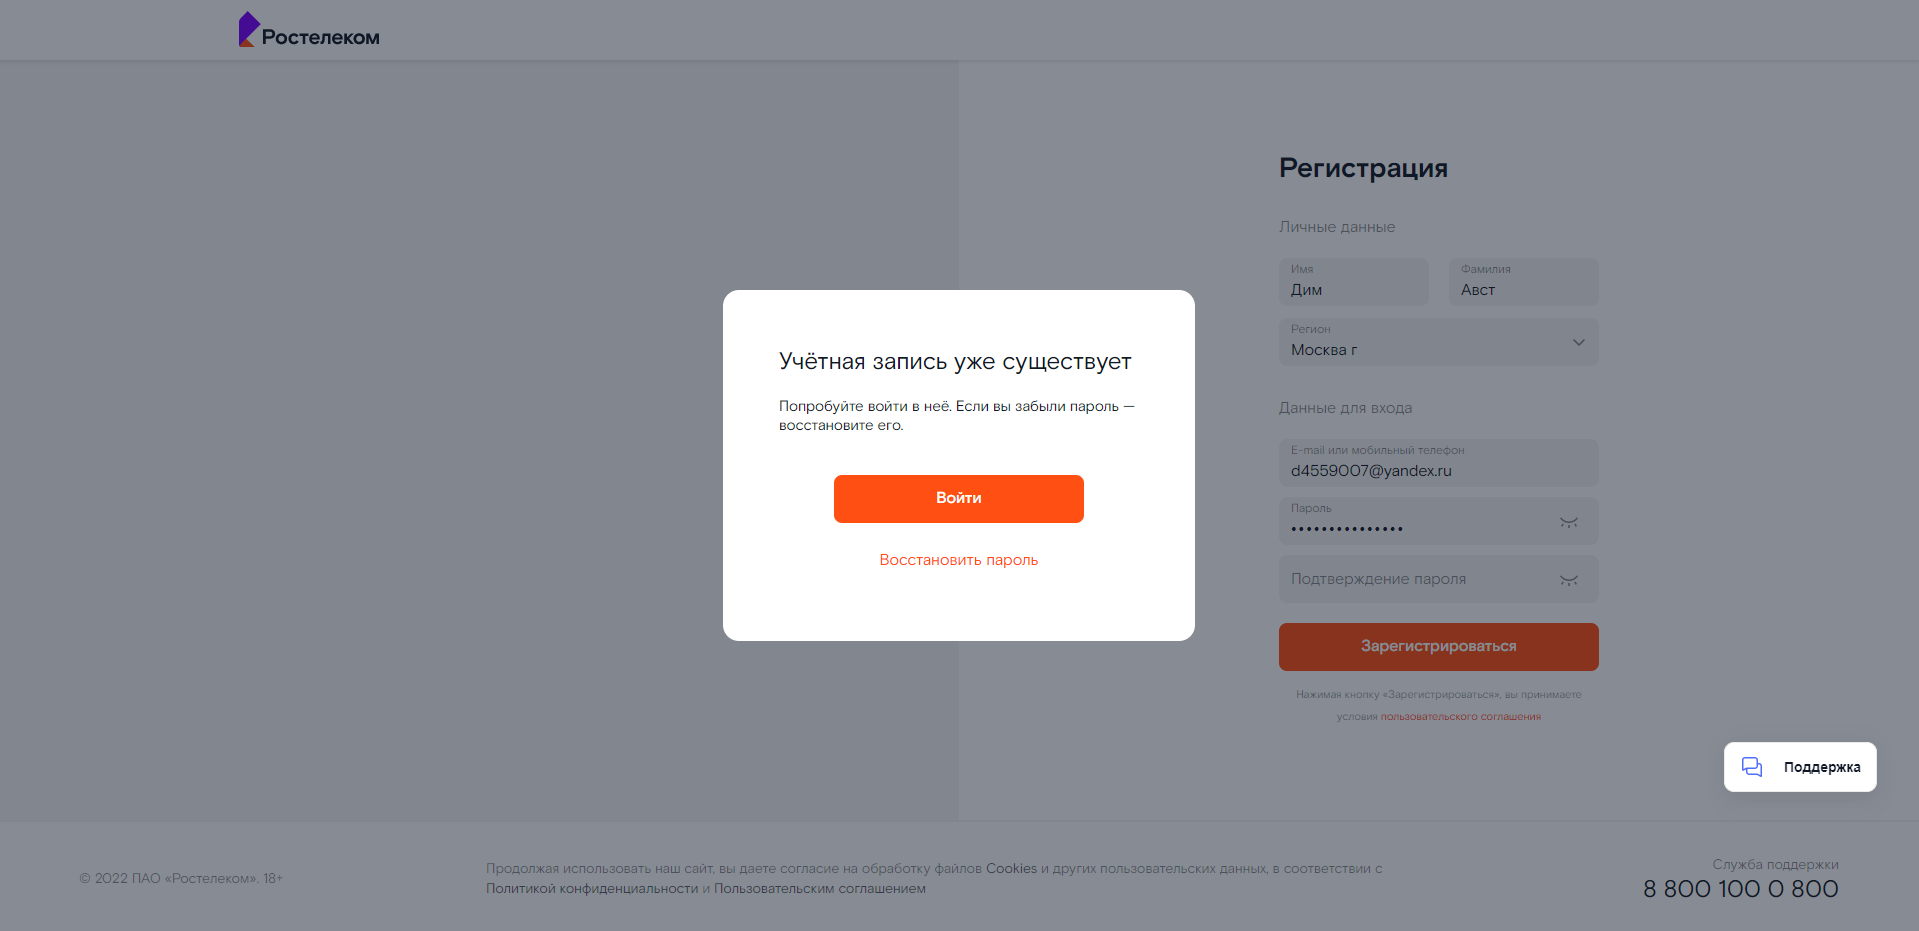 Ростелеком
Регистрация
Личные данные
Имя
Дим
Фамилия
Авст
Регион
Москва г
Данные для входа
E-mail или мобильный телефон
d4559007@yandex.ru
Пароль
•••••••••••••••
Подтверждение пароля
Зарегистрироваться
Нажимая кнопку «Зарегистрироваться», вы принимаете
условия пользовательского соглашения
Учётная запись уже существует
Попробуйте войти в неё. Если вы забыли пароль —
восстановите его.
Войти
Восстановить пароль
Поддержка
© 2022 ПАО «Ростелеком». 18+
Продолжая использовать наш сайт, вы даете согласие на обработку файлов Cookies и других пользовательских данных, в соответствии с
Политикой конфиденциальности и Пользовательским соглашением
Служба поддержки
8 800 100 0 800